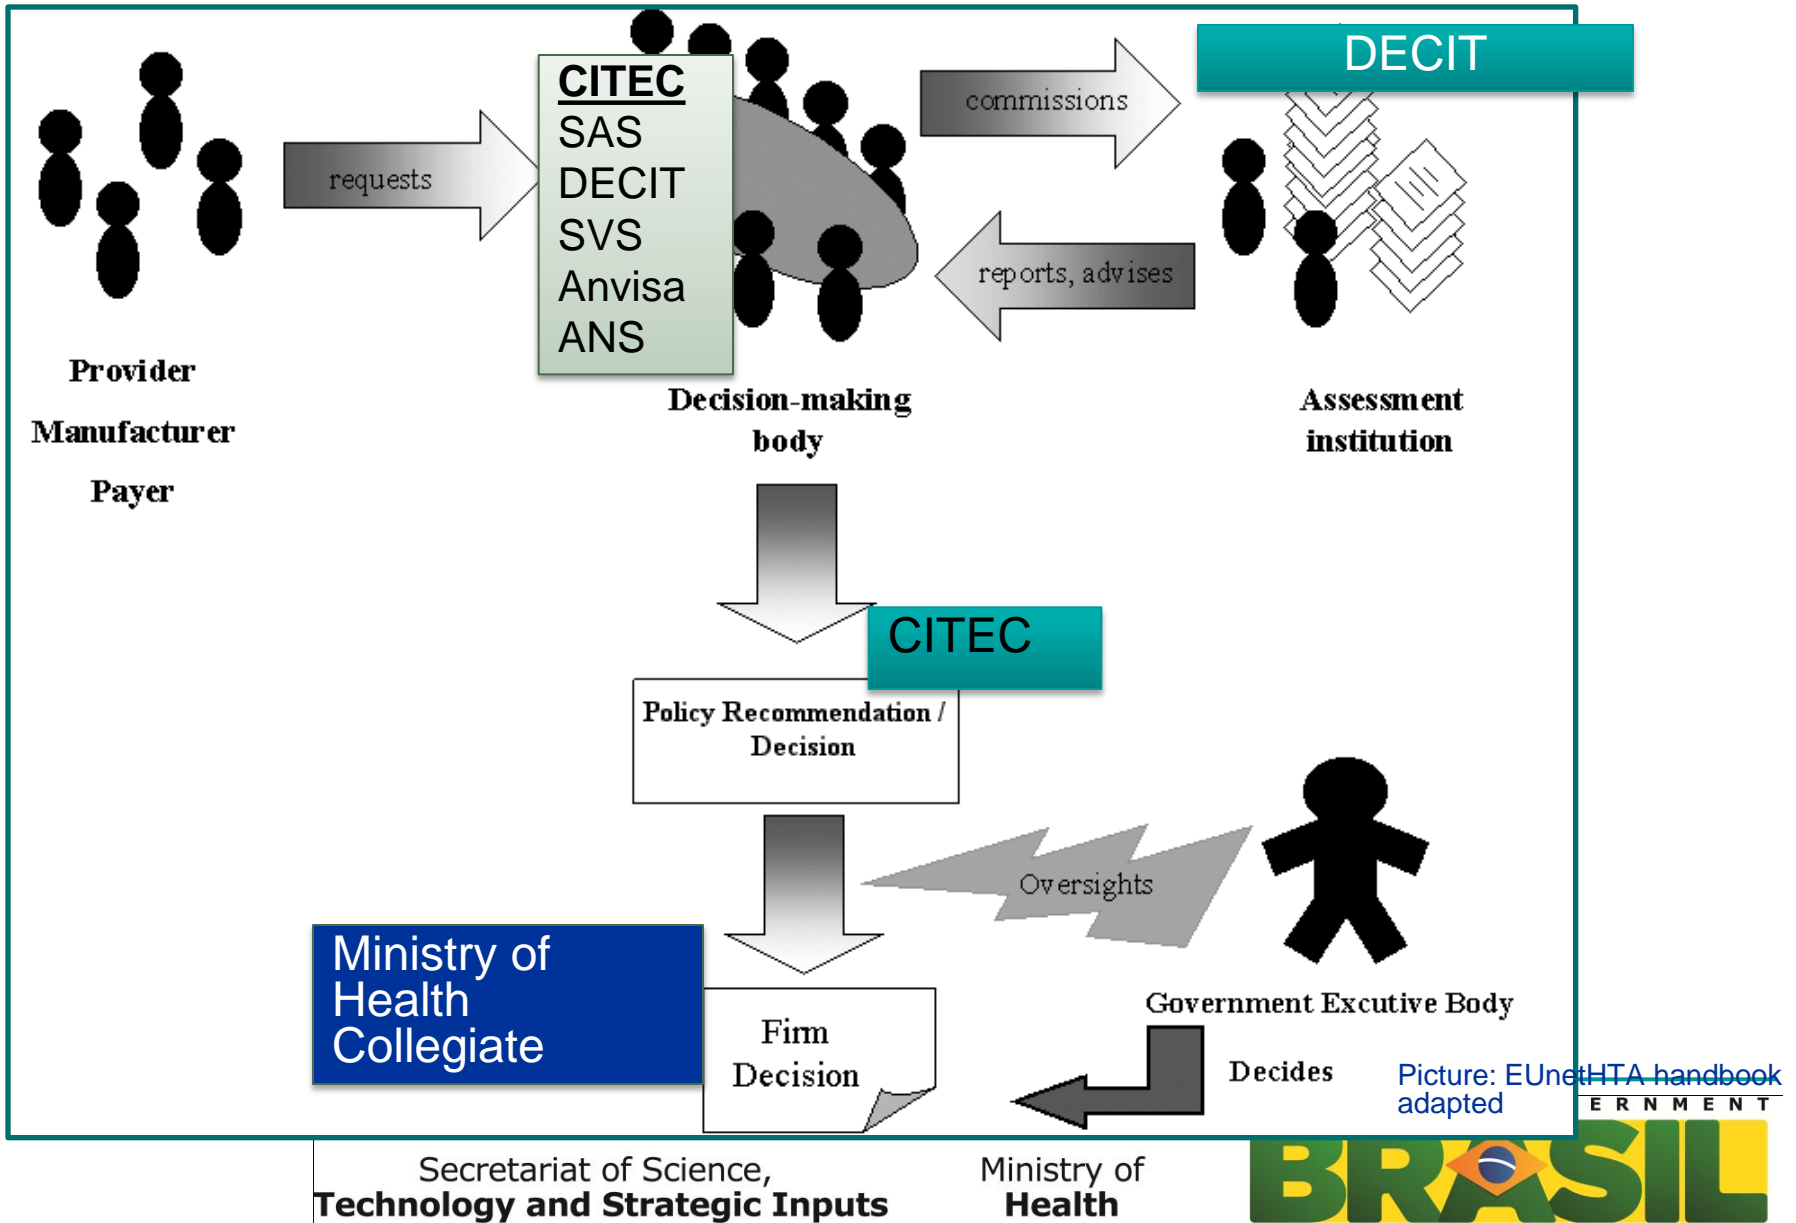 DECIT
CITEC
SAS
DECIT
SVS
Anvisa
ANS
commissions
requests
reports, advises
Provider
Manufacturer
Payer
Decision-making
body
Assessment
institution
CITEC
Policy Recommendation /
Decision
Oversights
Ministry of
Health
Collegiate
Firm
Decision
Government Excutive Body
Decides
Picture: EUnetHTA handbook
adapted
ERNMENT
Secretariat of Science,
Technology and Strategic Inputs
Ministry of
Health
BRASIL